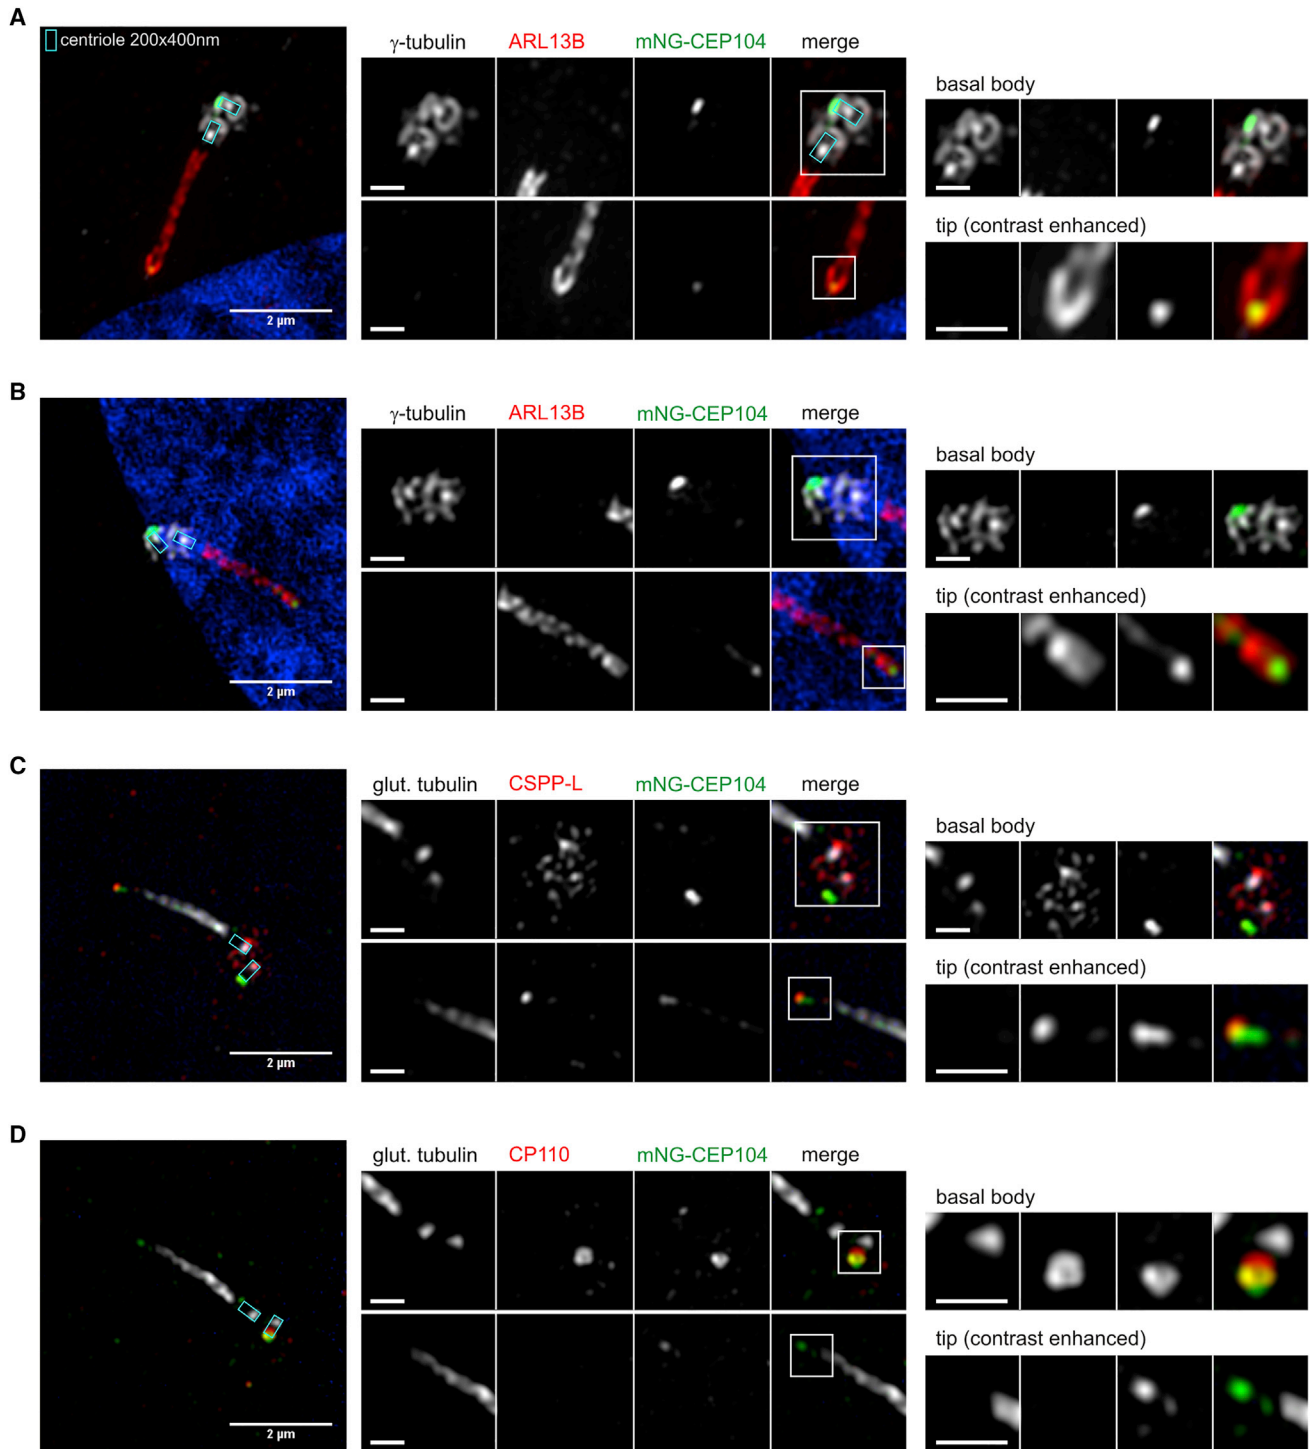 A
centriole 200x400nm
2 µm
γ-tubulin ARL13B mNG-CEP104 merge
basal body
tip (contrast enhanced)
B
2 µm
γ-tubulin ARL13B mNG-CEP104 merge
basal body
tip (contrast enhanced)
C
2 µm
glut. tubulin CSPP-L mNG-CEP104 merge
basal body
tip (contrast enhanced)
D
2 µm
glut. tubulin CP110 mNG-CEP104 merge
basal body
tip (contrast enhanced)